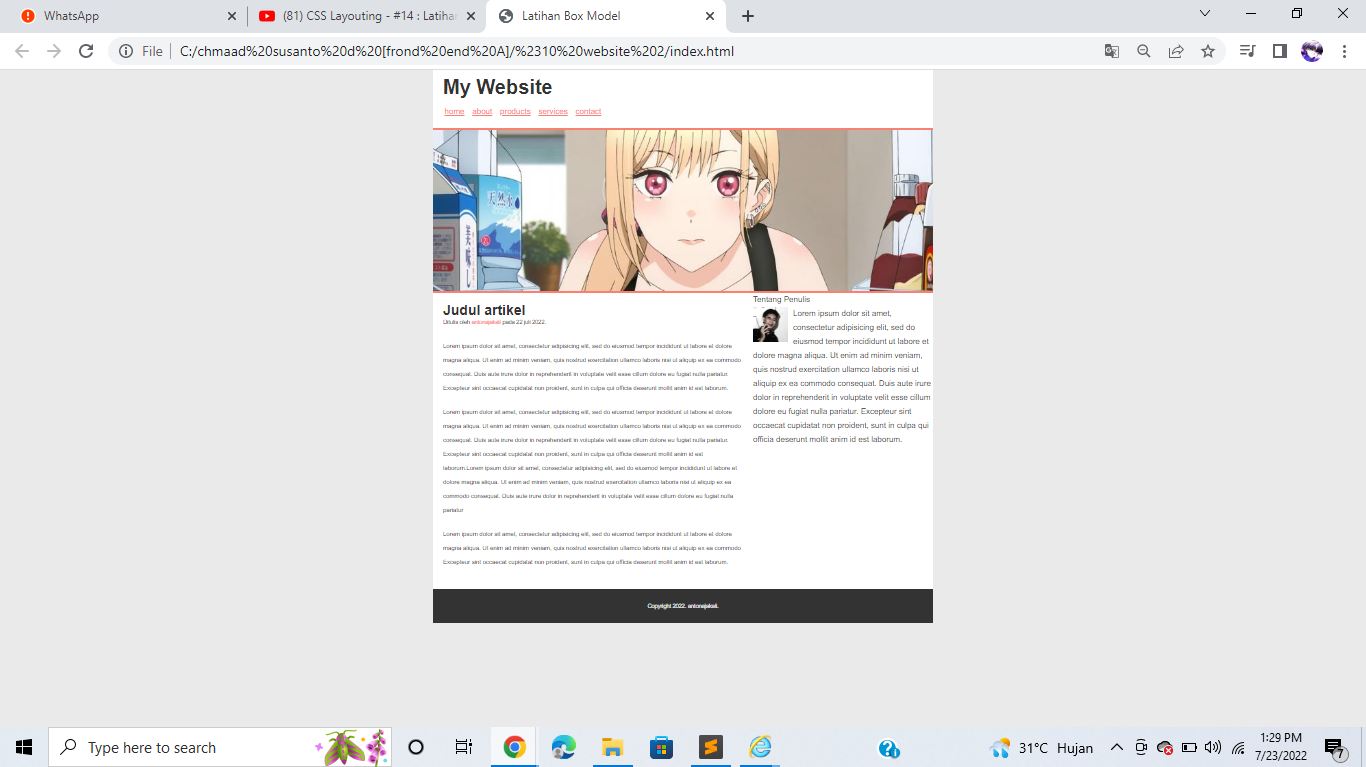 WhatsApp
(81) CSS Layouting - #14 : Latihan
Latihan Box Model
File
C:/chmaad%20susanto%20d%20[frond%20end%20A]/%2310%20website%202/index.html
My Website
home about products services contact
天然水
Judul artikel
Ditulis oleh antonajakali pada 22 juli 2022.
Lorem ipsum dolor sit amet, consectetur adipisicing elit, sed do eiusmod tempor incididunt ut labore et dolore
magna aliqua. Ut enim ad minim veniam, quis nostrud exercitation ullamco laboris nisi ut aliquip ex ea commodo
consequat. Duis aute irure dolor in reprehenderit in voluptate velit esse cillum dolore eu fugiat nulla pariatur.
Excepteur sint occaecat cupidatat non proident, sunt in culpa qui officia deserunt mollit anim id est laborum.
Lorem ipsum dolor sit amet, consectetur adipisicing elit, sed do eiusmod tempor incididunt ut labore et dolore
magna aliqua. Ut enim ad minim veniam, quis nostrud exercitation ullamco laboris nisi ut aliquip ex ea commodo
consequat. Duis aute irure dolor in reprehenderit in voluptate velit esse cillum dolore eu fugiat nulla pariatur.
Excepteur sint occaecat cupidatat non proident, sunt in culpa qui officia deserunt mollit anim id est
laborum.Lorem ipsum dolor sit amet, consectetur adipisicing elit, sed do eiusmod tempor incididunt ut labore et
dolore magna aliqua. Ut enim ad minim veniam, quis nostrud exercitation ullamco laboris nisi ut aliquip ex ea
commodo consequat. Duis aute irure dolor in reprehenderit in voluptate velit esse cillum dolore eu fugiat nulla
pariatur
Lorem ipsum dolor sit amet, consectetur adipisicing elit, sed do eiusmod tempor incididunt ut labore et dolore
magna aliqua. Ut enim ad minim veniam, quis nostrud exercitation ullamco laboris nisi ut aliquip ex ea commodo
Excepteur sint occaecat cupidatat non proident, sunt in culpa qui officia deserunt mollit anim id est laborum.
Tentang Penulis
Lorem ipsum dolor sit amet,
consectetur adipisicing elit, sed do
eiusmod tempor incididunt ut labore et
dolore magna aliqua. Ut enim ad minim veniam,
quis nostrud exercitation ullamco laboris nisi ut
aliquip ex ea commodo consequat. Duis aute irure
dolor in reprehenderit in voluptate velit esse cillum
dolore eu fugiat nulla pariatur. Excepteur sint
occaecat cupidatat non proident, sunt in culpa qui
officia deserunt mollit anim id est laborum.
Copyright 2022. antonajakali.
Type here to search
31°C Hujan
1:29 PM
7/23/2022
7